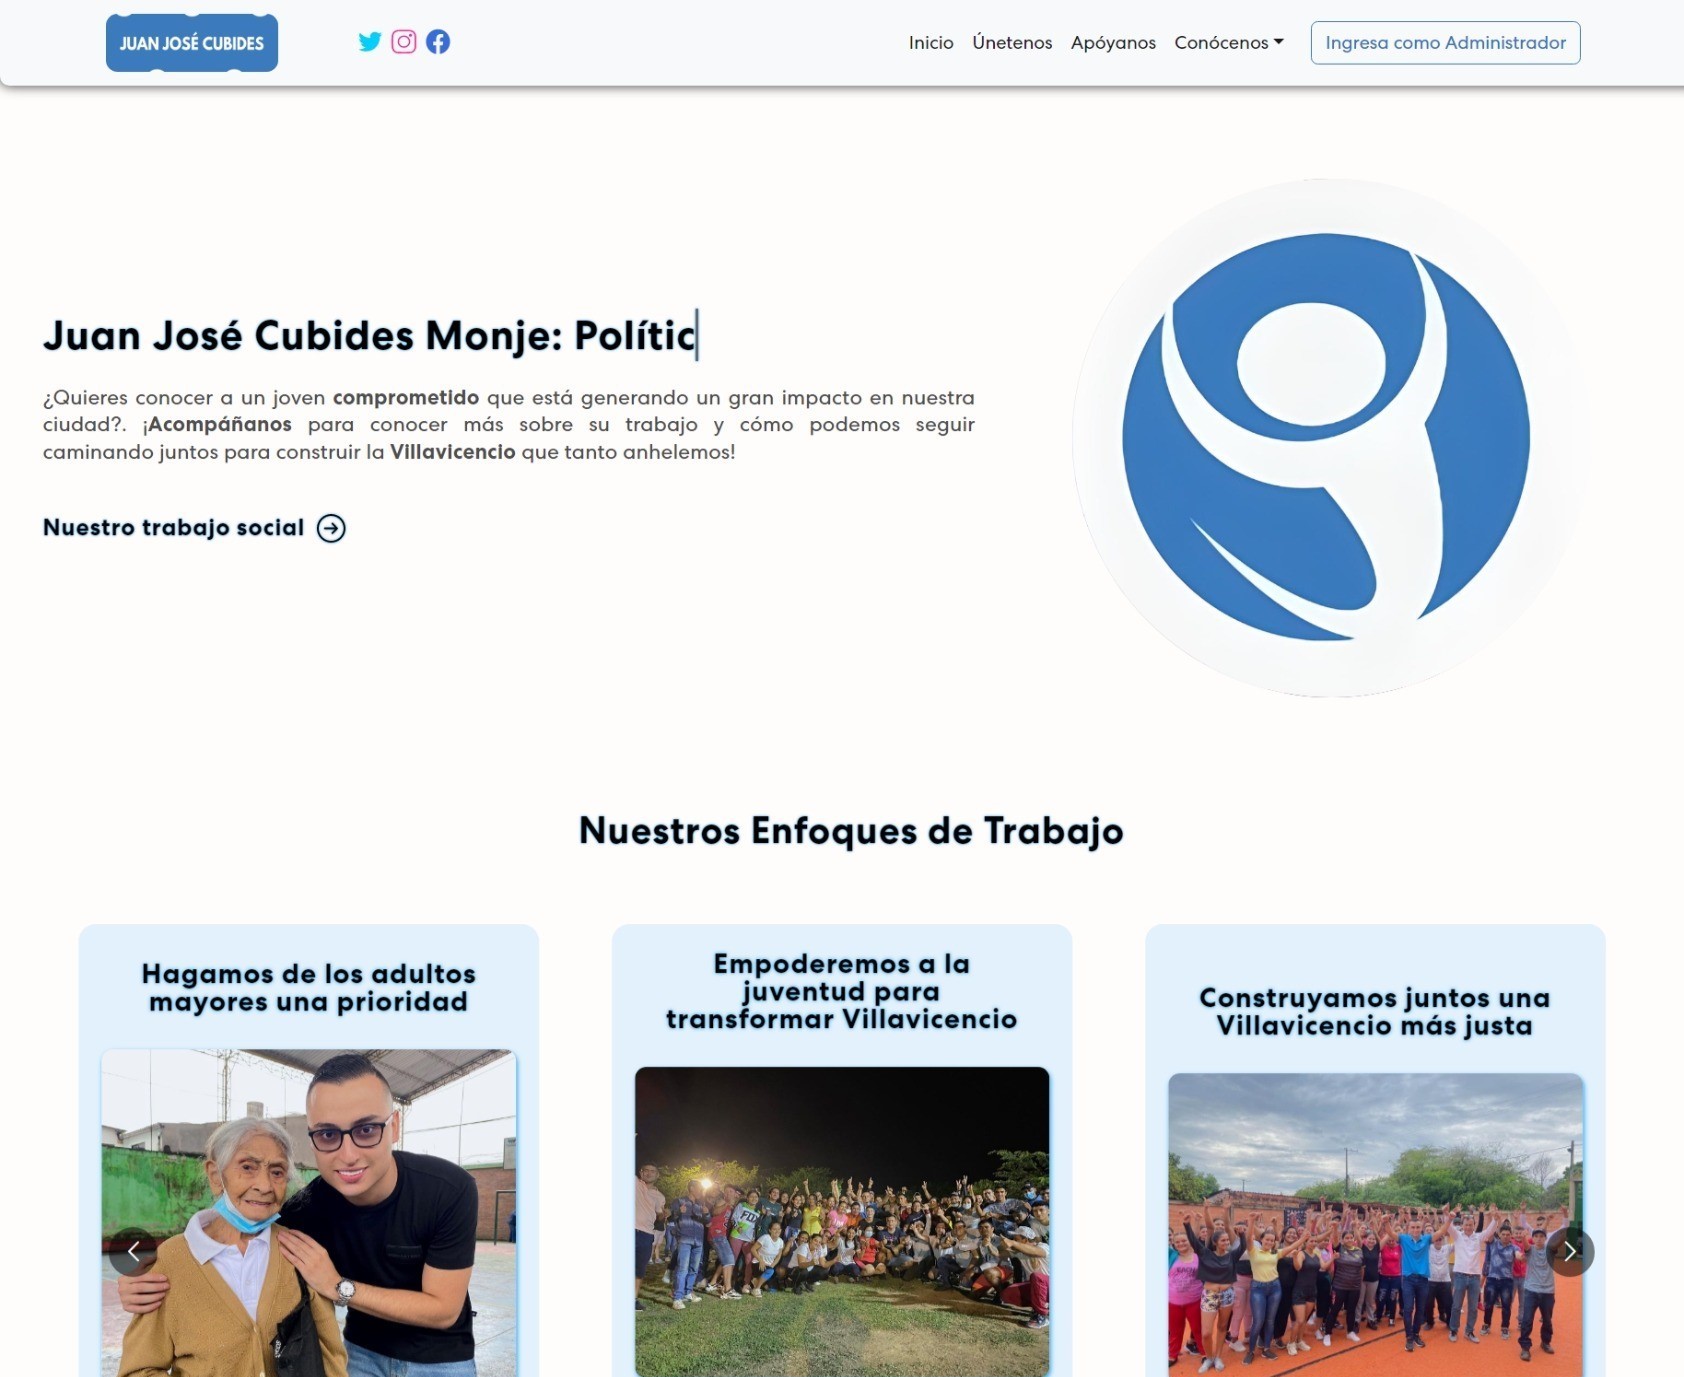 JUAN JOSÉ CUBIDES
Inicio Únetenos Apóyanos Conócenos Ingresa como Administrador
Juan José Cubides Monje: Polític
¿Quieres conocer a un joven comprometido que está generando un gran impacto en nuestra
ciudad?. ¡Acompáñanos para conocer más sobre su trabajo y cómo podemos seguir
caminando juntos para construir la Villavicencio que tanto anhelemos!
Nuestro trabajo social
Nuestros Enfoques de Trabajo
Hagamos de los adultos
mayores una prioridad
Empoderemos a la
juventud para
transformar Villavicencio
Construyamos juntos una
Villavicencio más justa